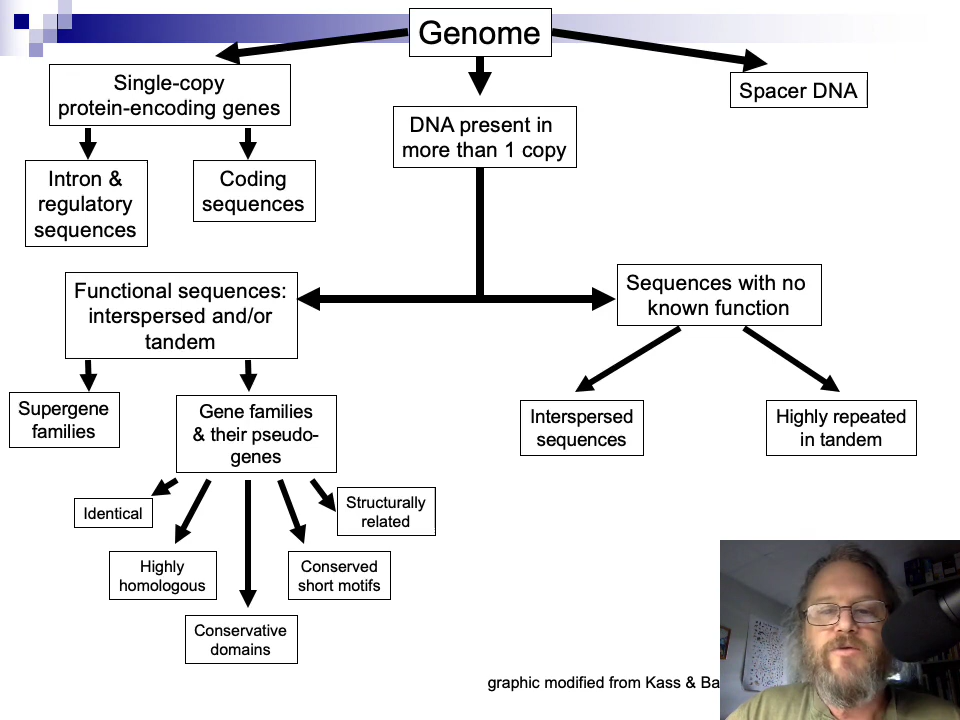 Genome
Single-copy
protein-encoding genes
Spacer DNA
DNA present in
more than 1 copy
Intron &
regulatory
sequences
Coding
sequences
Functional sequences:
interspersed and/or
tandem
Sequences with no
known function
Supergene
families
Gene families
& their pseudo-
genes
Interspersed
sequences
Highly repeated
in tandem
Identical
Structurally
related
Highly
homologous
Conserved
short motifs
Conservative
domains
graphic modified from Kass & Ba